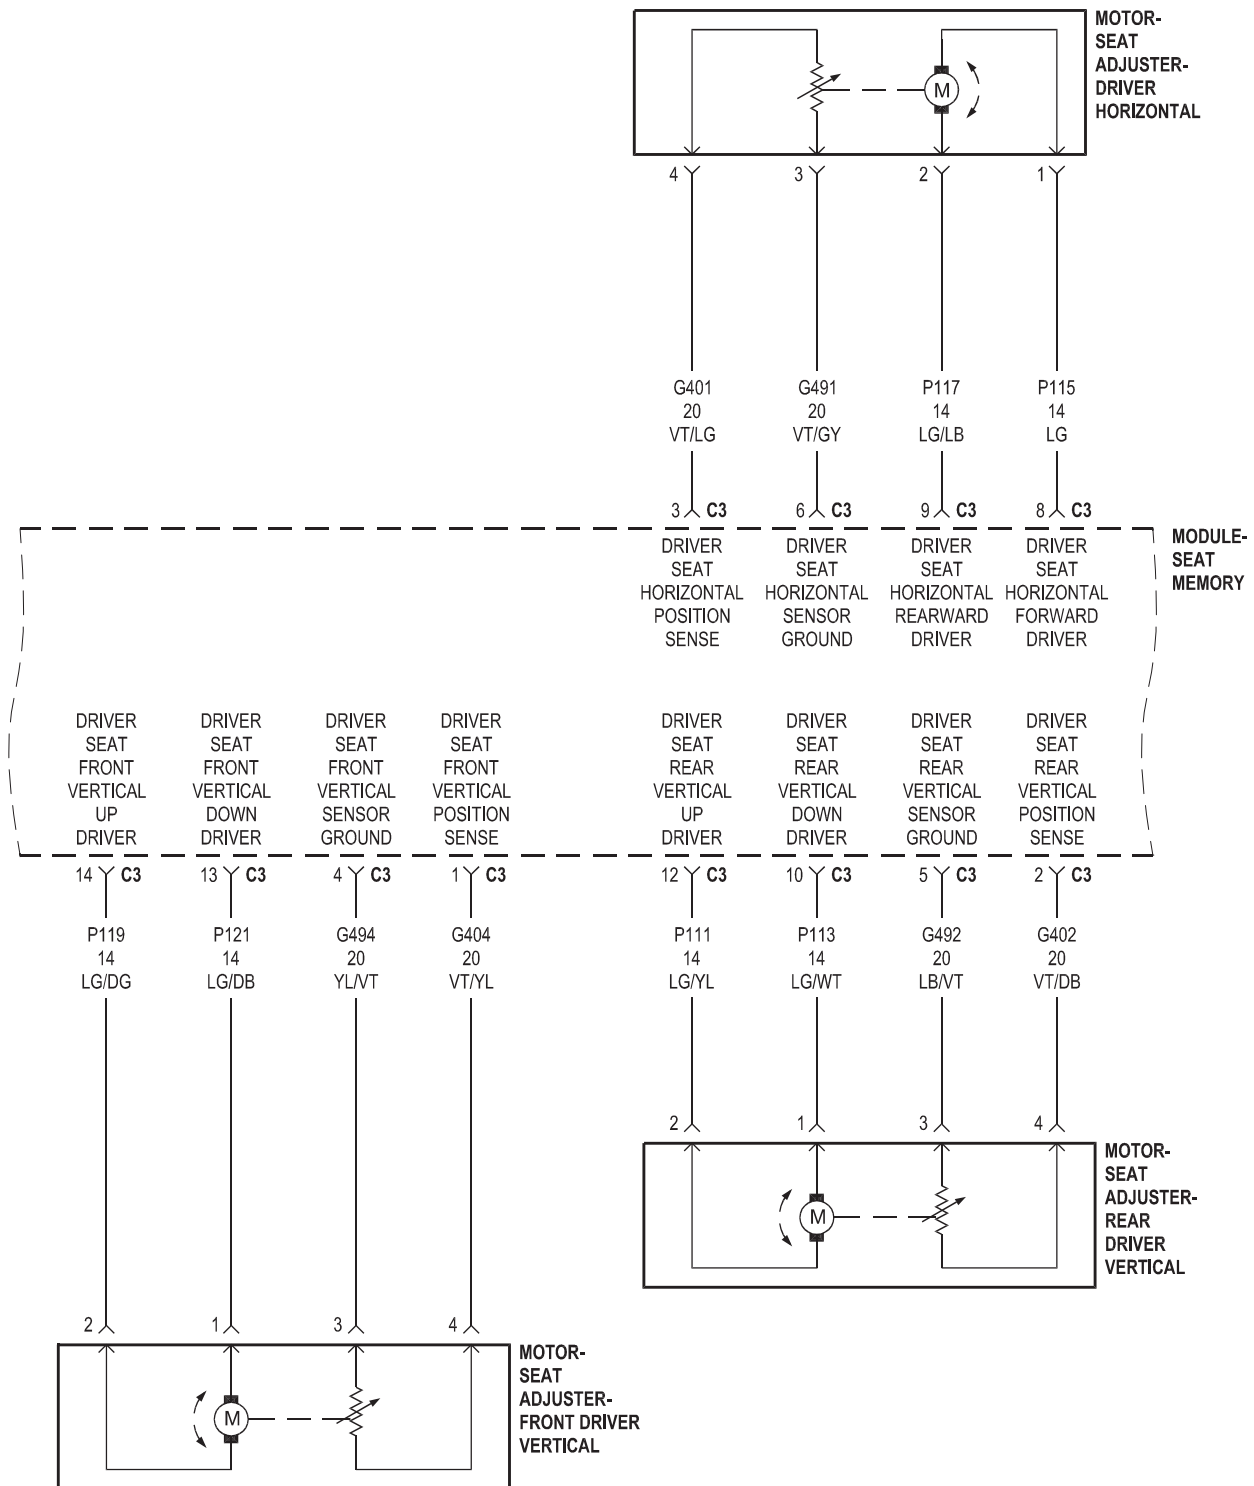 MOTOR-
SEAT
ADJUSTER-
DRIVER
HORIZONTAL
M
4 3 2 1
G401 G491 P117 P115
20 20 14 14
VT/LG VT/GY LG/LB LG
3 C3 6 C3 9 C3 8 C3
MODULE-
SEAT
MEMORY
DRIVER DRIVER DRIVER DRIVER
SEAT SEAT SEAT SEAT
HORIZONTAL HORIZONTAL HORIZONTAL HORIZONTAL
POSITION SENSOR REARWARD FORWARD
SENSE GROUND DRIVER DRIVER
DRIVER DRIVER DRIVER DRIVER DRIVER DRIVER DRIVER DRIVER
SEAT SEAT SEAT SEAT SEAT SEAT SEAT SEAT
FRONT FRONT FRONT FRONT REAR REAR REAR REAR
VERTICAL VERTICAL VERTICAL VERTICAL VERTICAL VERTICAL VERTICAL VERTICAL
UP DOWN SENSOR POSITION UP DOWN SENSOR POSITION
DRIVER DRIVER GROUND SENSE DRIVER DRIVER GROUND SENSE
14 C3 13 C3 4 C3 1 C3 12 C3 10 C3 5 C3 2 C3
P119 P121 G494 G404 P111 P113 G492 G402
14 14 20 20 14 14 20 20
LG/DG LG/DB YL/VT VT/YL LG/YL LG/WT LB/VT VT/DB
2 1 3 4
MOTOR-
SEAT
ADJUSTER-
REAR
DRIVER
VERTICAL
M
2 1 3 4
MOTOR-
SEAT
ADJUSTER-
FRONT DRIVER
VERTICAL
M